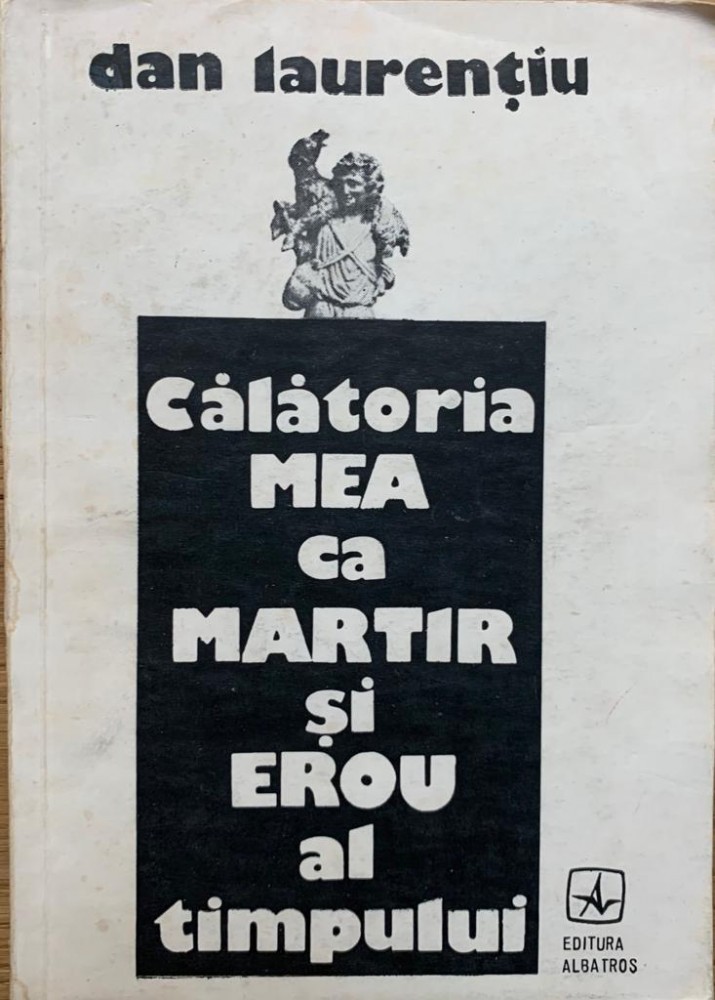 dan laurențiu
Călătoria
MEA
ca
MARTIR
și
EROU
al
timpului
EDITURA
ALBATROS